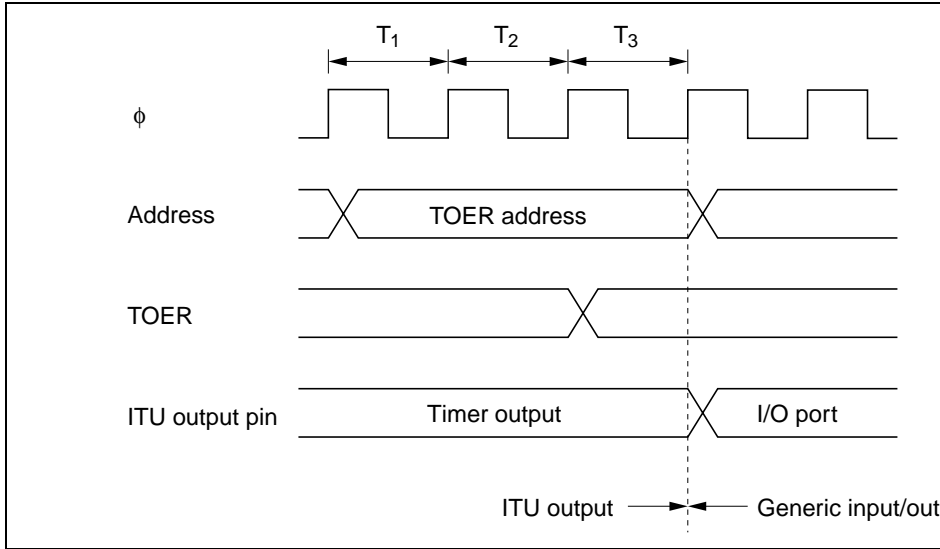 T1 T2 T3
φ
Address TOER address
TOER
ITU output pin Timer output I/O port
ITU output Generic input/out